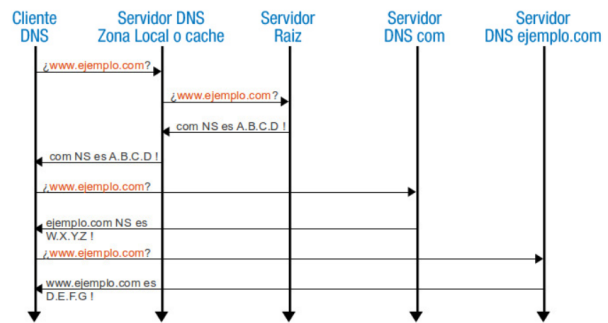 Cliente
DNS
Servidor DNS
Zona Local o cache
Servidor
Raiz
Servidor
DNS com
Servidor
DNS ejemplo.com
¿www.ejemplo.com?
¿www.ejemplo.com?
com NS es A.B.C.D !
com NS es A.B.C.D !
¿www.ejemplo.com?
ejemplo.com NS es
W.X.Y.Z !
¿www.ejemplo.com?
www.ejemplo.com es
D.E.F.G !